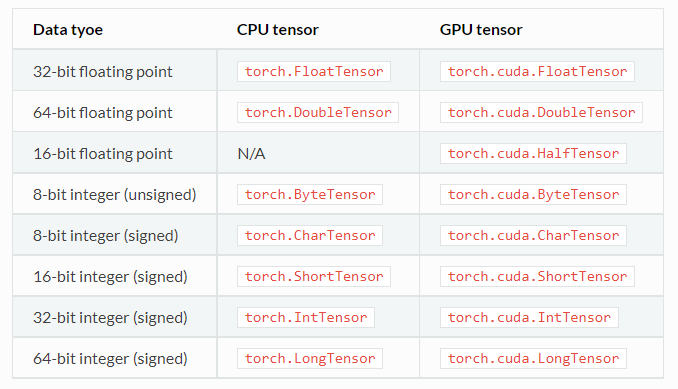 Data tyoe CPU tensor GPU tensor
32-bit floating point torch.FloatTensor torch.cuda.FloatTensor
64-bit floating point torch.DoubleTensor torch.cuda.DoubleTensor
16-bit floating point N/A torch.cuda.HalfTensor
8-bit integer (unsigned) torch.ByteTensor torch.cuda.ByteTensor
8-bit integer (signed) torch.CharTensor torch.cuda.CharTensor
16-bit integer (signed) torch.ShortTensor torch.cuda.ShortTensor
32-bit integer (signed) torch.IntTensor torch.cuda.IntTensor
64-bit integer (signed) torch.LongTensor torch.cuda.LongTensor